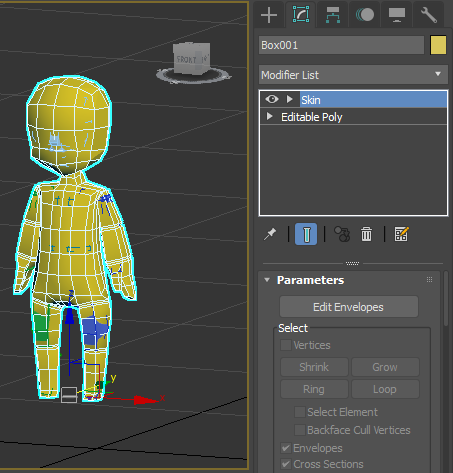 Box001
Modifier List
Skin
Editable Poly
FRONT
y
Parameters
Edit Envelopes
Select
Vertices
Shrink Grow
Ring Loop
Select Element
Backface Cull Vertices
Envelopes
Cross Sections